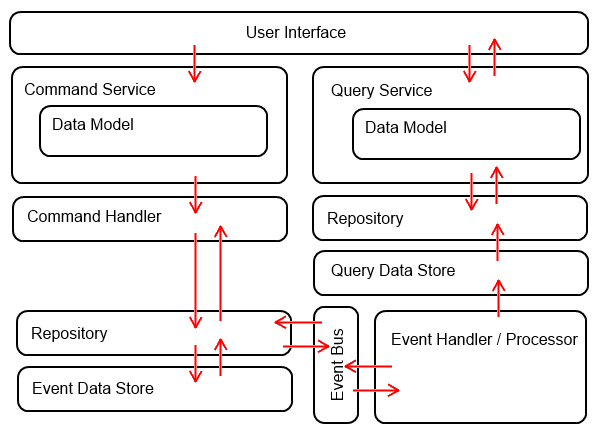 User Interface
Command Service
Data Model
Query Service
Data Model
Command Handler
Repository
Query Data Store
Repository
Event Data Store
Event Bus
Event Handler / Processor